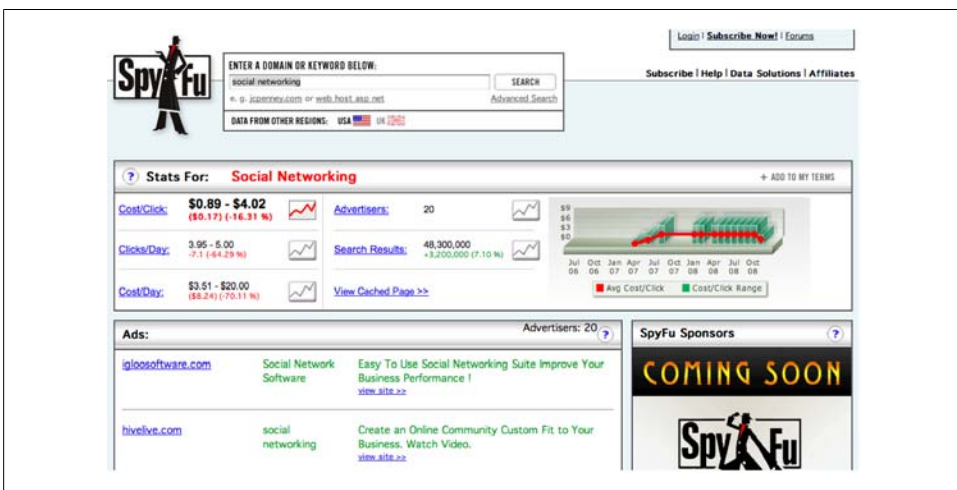 Login | Subscribe Now! | Forums
SpyFu
ENTER A DOMAIN OR KEYWORD BELOW:
social networking SEARCH
e. g. jcpenney.com or web host asp.net Advanced Search
DATA FROM OTHER REGIONS: USA UK
Subscribe | Help | Data Solutions | Affiliates
? Stats For: Social Networking + ADD TO MY TERMS
Cost/Click: $0.89 - $4.02 Advertisers: 20
($0.17) (-16.31 %)
Clicks/Day: 3.95 - 5.00 Search Results: 48,300,000
-7.1 (-64.29 %) +3,200,000 (7.10 %)
Cost/Day: $3.51 - $20.00 View Cached Page >>
($8.24) (-70.11 %)
$9
$6
$3
$0
Jul Oct Jan Apr Jul Oct Jan Apr Jul Oct
06 06 07 07 07 07 08 08 08 08
Avg Cost/Click Cost/Click Range
Ads: Advertisers: 20 ?
igloosoftware.com Social Network Easy To Use Social Networking Suite Improve Your
Software Business Performance !
view site >>
hivelive.com social Create an Online Community Custom Fit to Your
networking Business. Watch Video.
view site >>
SpyFu Sponsors ?
COMING SOON
SpyFu